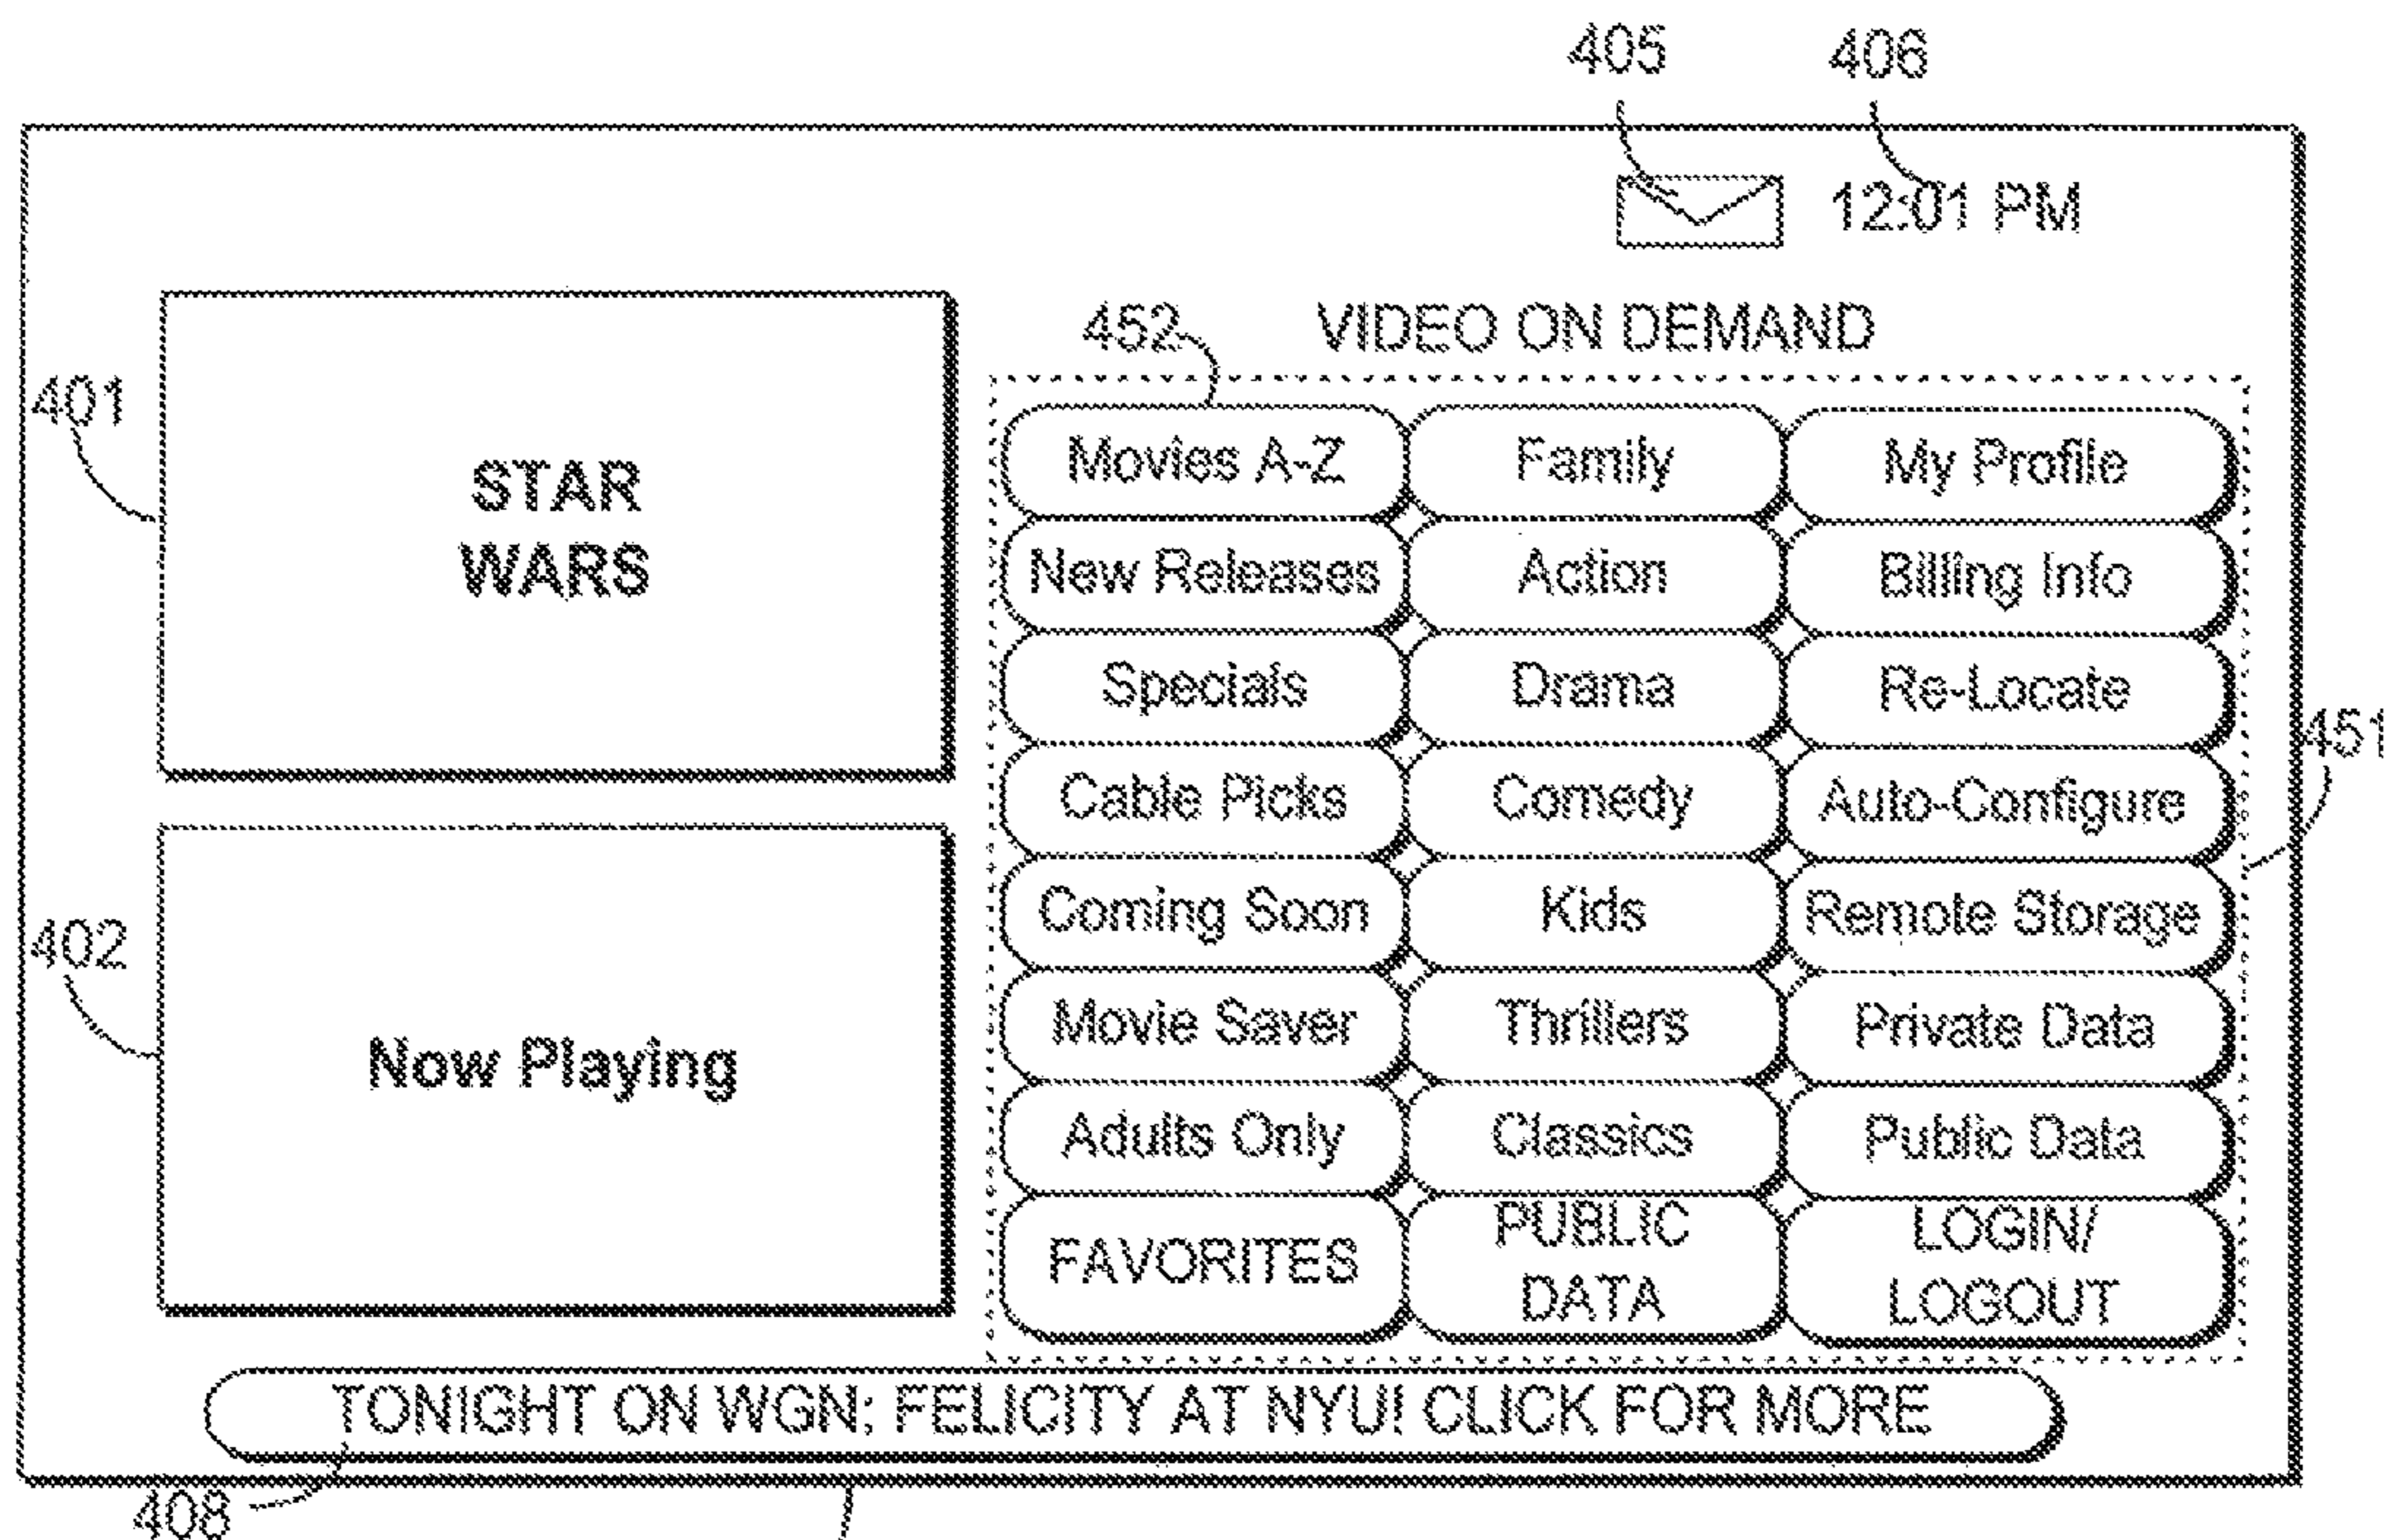 405 406
12:01 PM
452 VIDEO ON DEMAND
401
STAR
WARS
Movies A-Z Family My Profile
New Releases Action Billing Info
Specials Drama Re-Locate
451
Cable Picks Comedy Auto-Configure
Coming Soon Kids Remote Storage
402
Now Playing
Movie Saver Thrillers Private Data
Adults Only Classics Public Data
FAVORITES PUBLIC DATA LOGIN/ LOGOUT
TONIGHT ON WGN: FELICITY AT NYU! CLICK FOR MORE
408